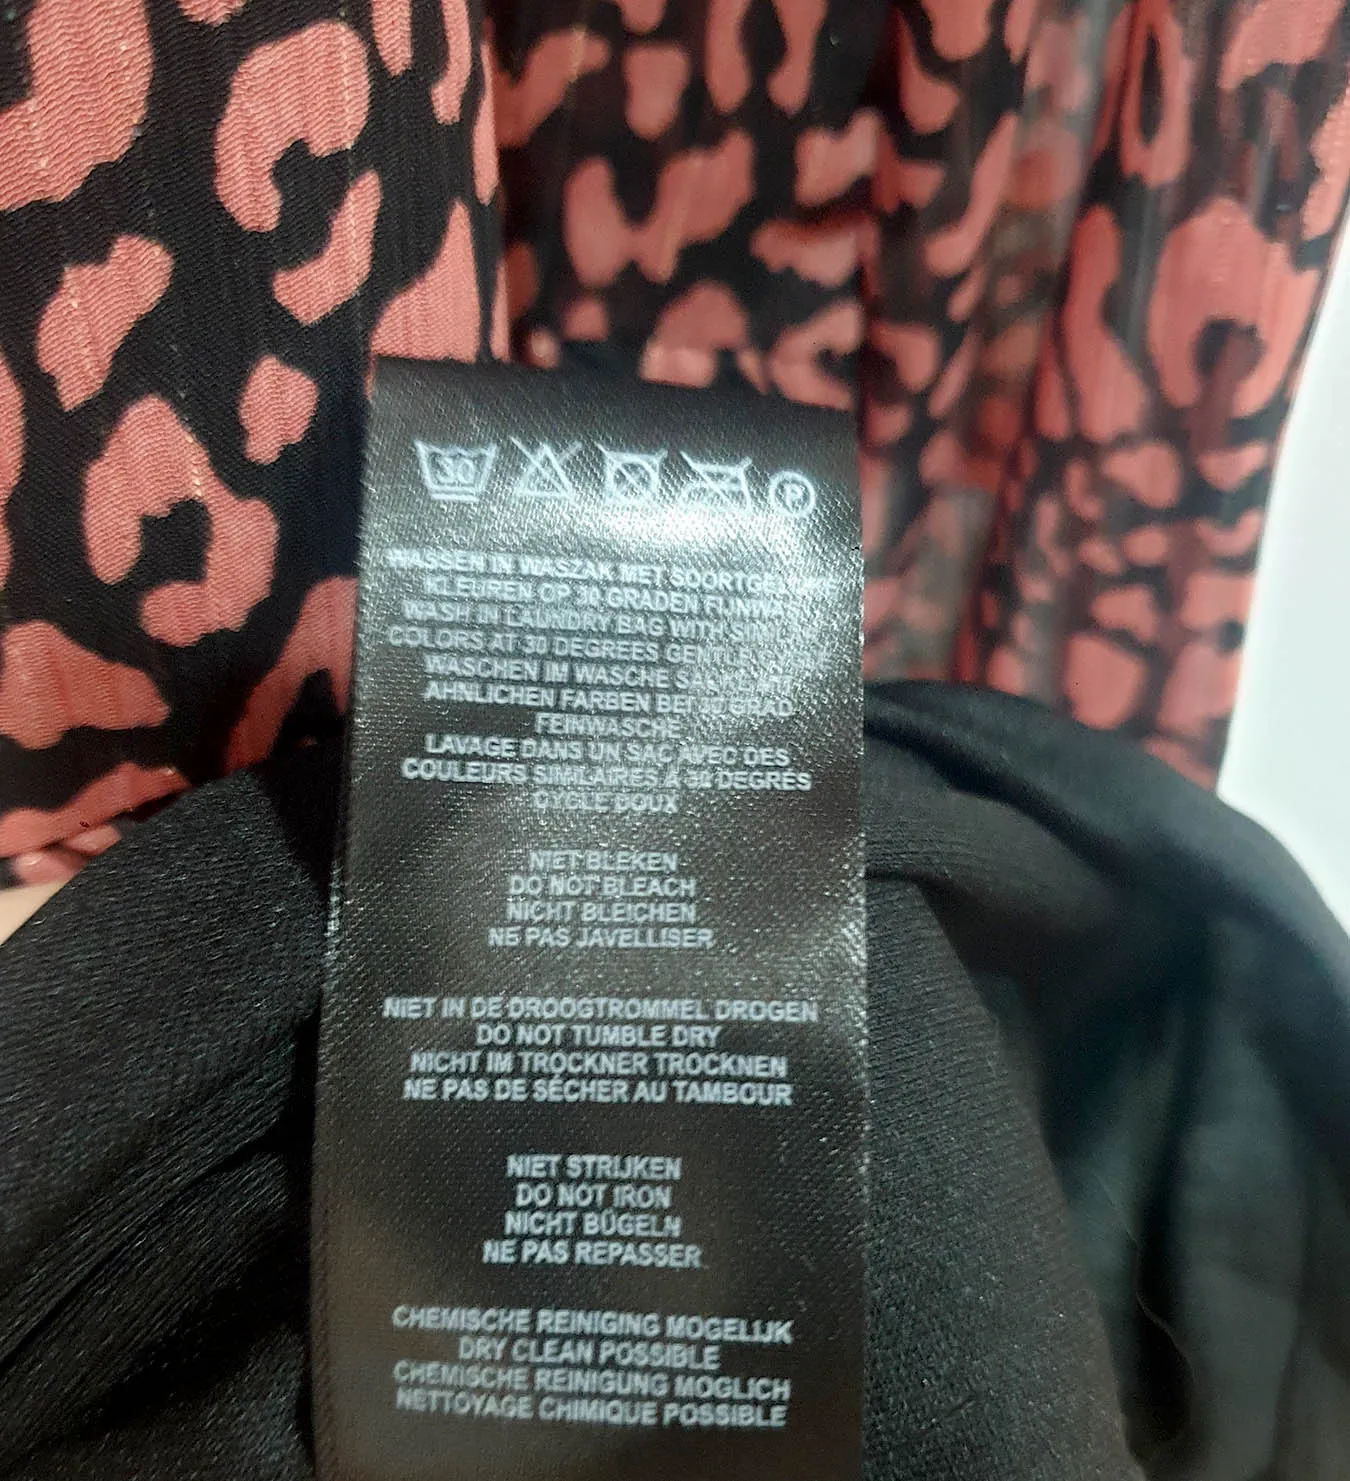 30 P
WASSEN IN WASZAK MET
KLEUREN OP 30 GRADEN
WASH IN LAUNDRY BAG WITH
COLORS AT 30 DEGREES GENTLE
WASCHEN IM WASCHE
AHNLICHEN FARBEN BEI 30 GRAD
FEINWASCHE
LAVAGE DANS UN SAC AVEC DES
COULEURS SIMILAIRES À 30 DEGRÉS
CYCLE DOUX
NIET BLEKEN
DO NOT BLEACH
NICHT BLEICHEN
NE PAS JAVELLISER
NIET IN DE DROOGTROMMEL DROGEN
DO NOT TUMBLE DRY
NICHT IM TROCKNER TROCKNEN
NE PAS DE SÉCHER AU TAMBOUR
NIET STRIJKEN
DO NOT IRON
NICHT BÜGELN
NE PAS REPASSER
CHEMISCHE REINIGING MOGELIJK
DRY CLEAN POSSIBLE
CHEMISCHE REINIGUNG MOGLICH
NETTOYAGE CHIMIQUE POSSIBLE